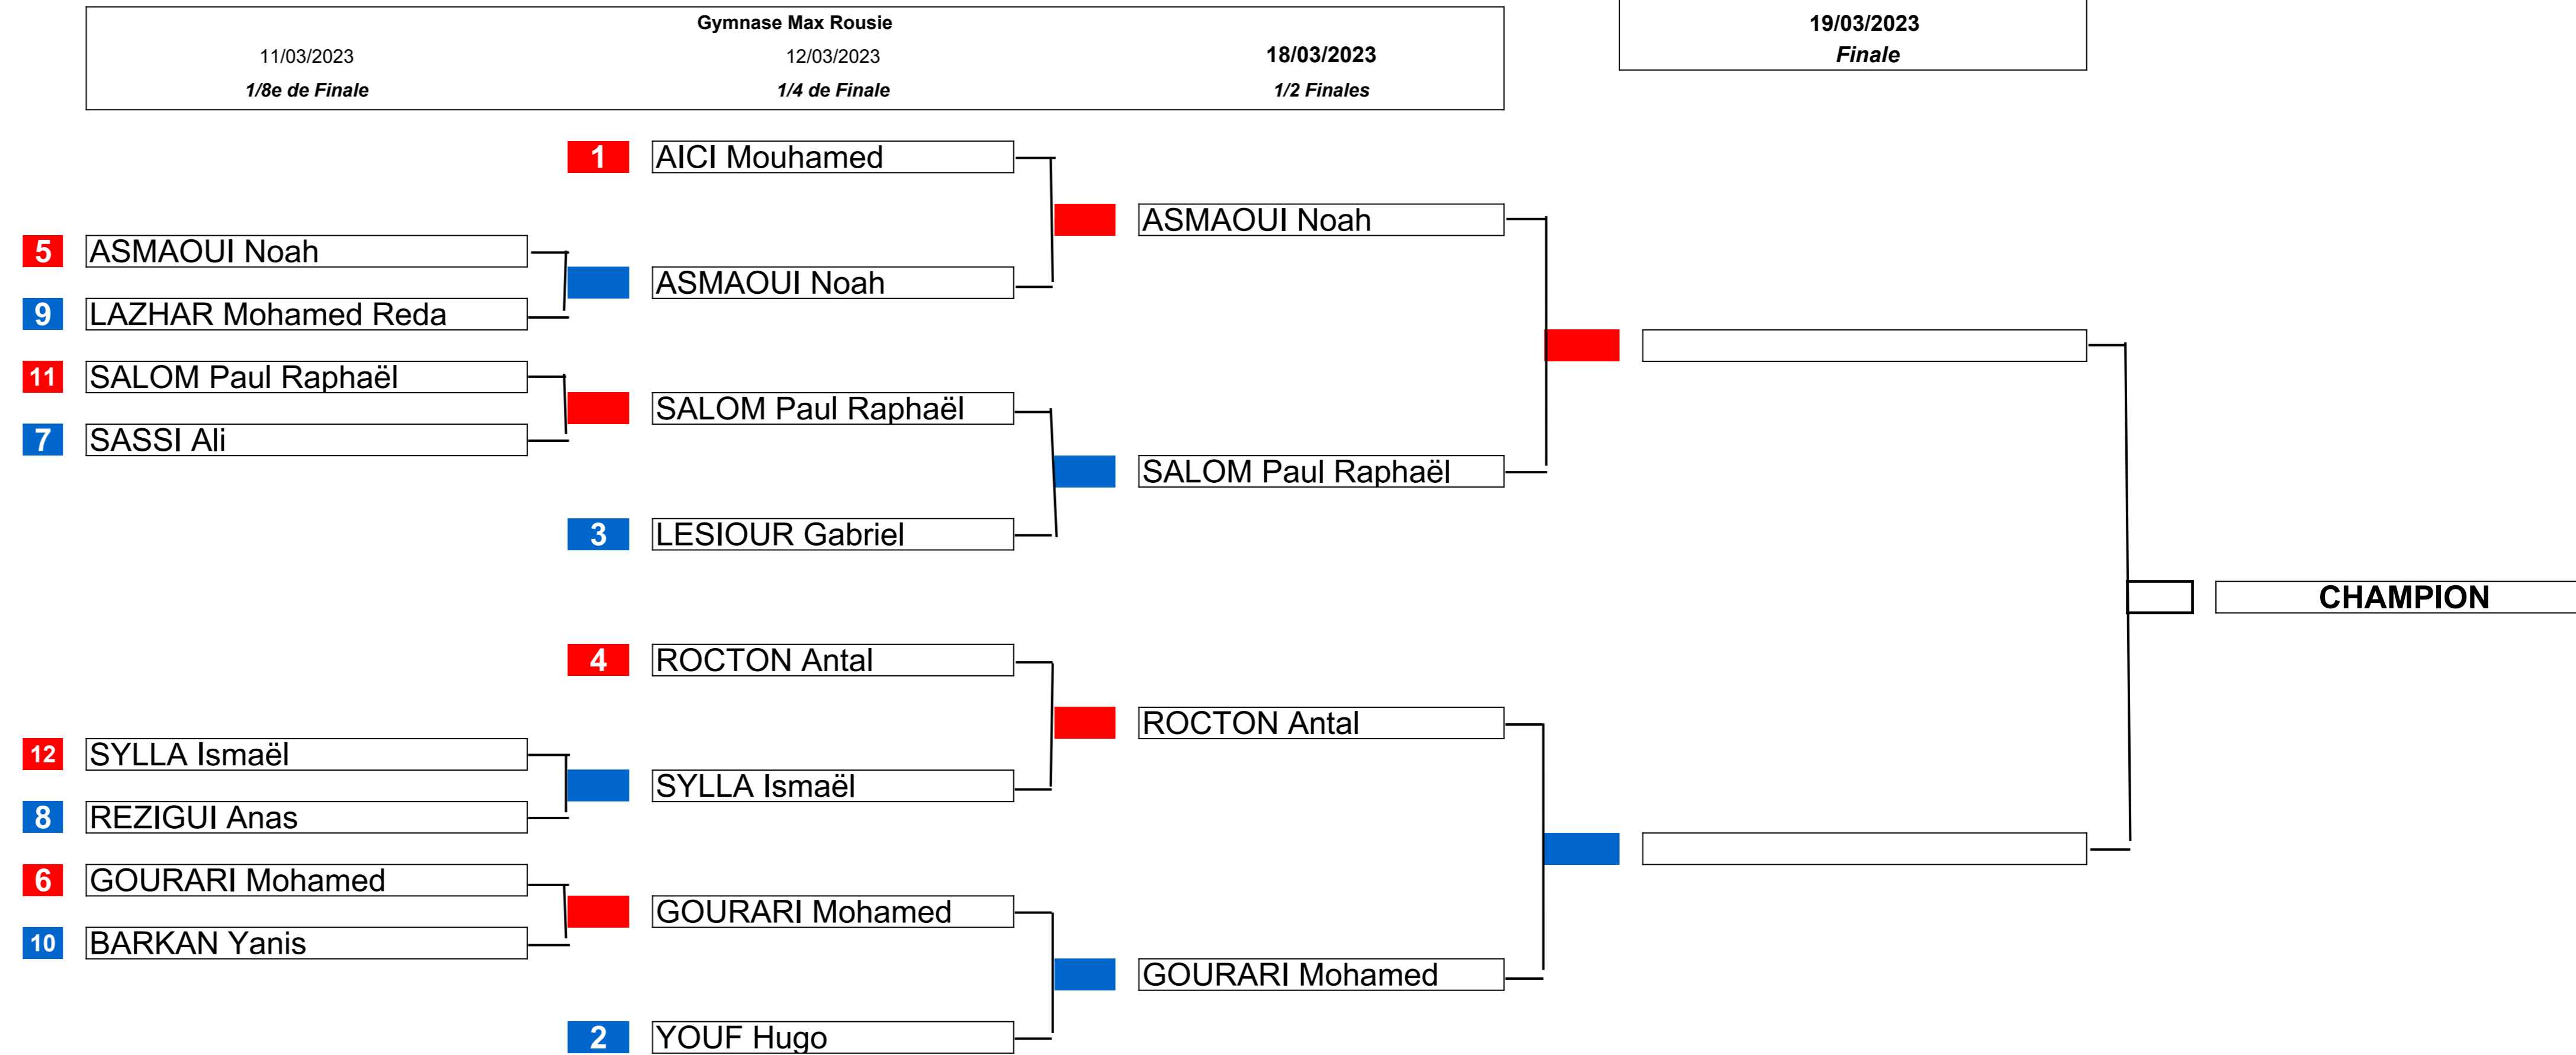 Gymnase Max Rousie
19/03/2023
11/03/2023
12/03/2023
18/03/2023
Finale
1/8e de Finale
1/4 de Finale
1/2 Finales
1 AICI Mouhamed
ASMAOUI Noah
5 ASMAOUI Noah
ASMAOUI Noah
9 LAZHAR Mohamed Reda
11 SALOM Paul Raphaël
SALOM Paul Raphaël
7 SASSI Ali
SALOM Paul Raphaël
3 LESIOUR Gabriel
CHAMPION
4 ROCTON Antal
ROCTON Antal
12 SYLLA Ismaël
SYLLA Ismaël
8 REZIGUI Anas
6 GOURARI Mohamed
GOURARI Mohamed
10 BARKAN Yanis
GOURARI Mohamed
2 YOUF Hugo